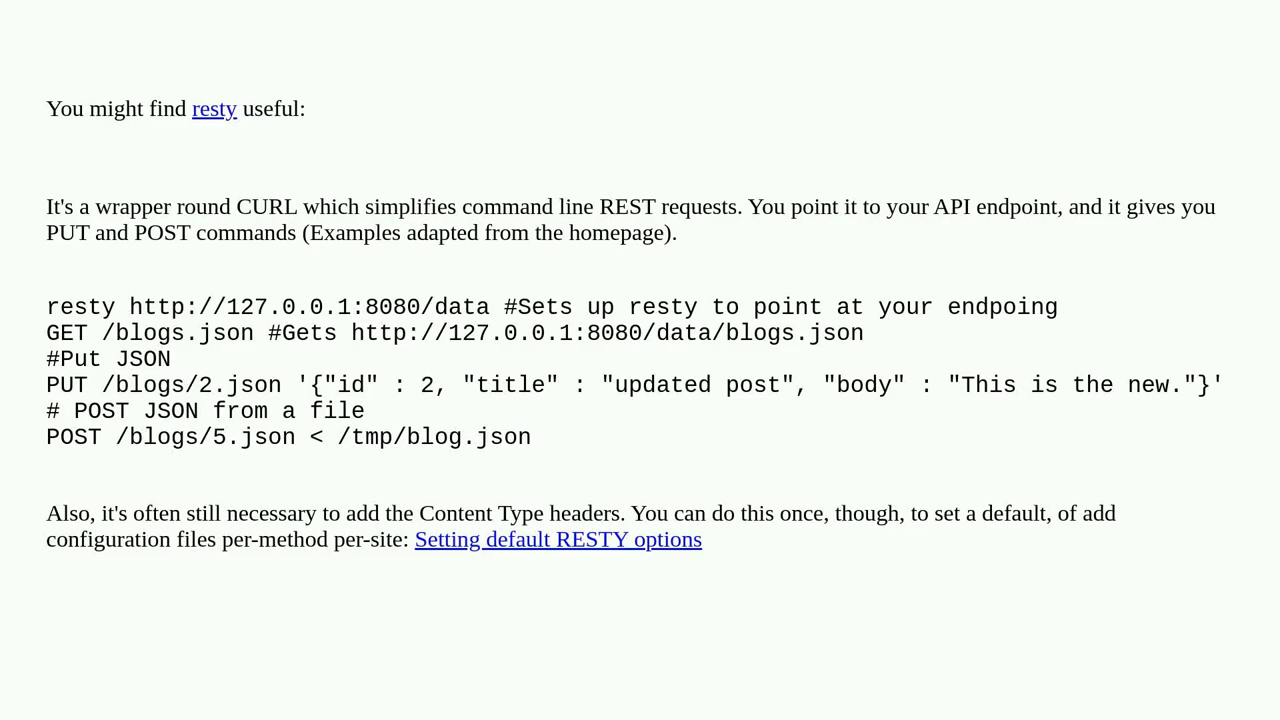 You might find resty useful:
It's a wrapper round CURL which simplifies command line REST requests. You point it to your API endpoint, and it gives you
PUT and POST commands (Examples adapted from the homepage).
resty http://127.0.0.1:8080/data #Sets up resty to point at your endpoing
GET /blogs.json #Gets http://127.0.0.1:8080/data/blogs.json
#Put JSON
PUT /blogs/2.json '{"id" : 2, "title" : "updated post", "body" : "This is the new."}'
# POST JSON from a file
POST /blogs/5.json < /tmp/blog.json
Also, it's often still necessary to add the Content Type headers. You can do this once, though, to set a default, of add
configuration files per-method per-site: Setting default RESTY options